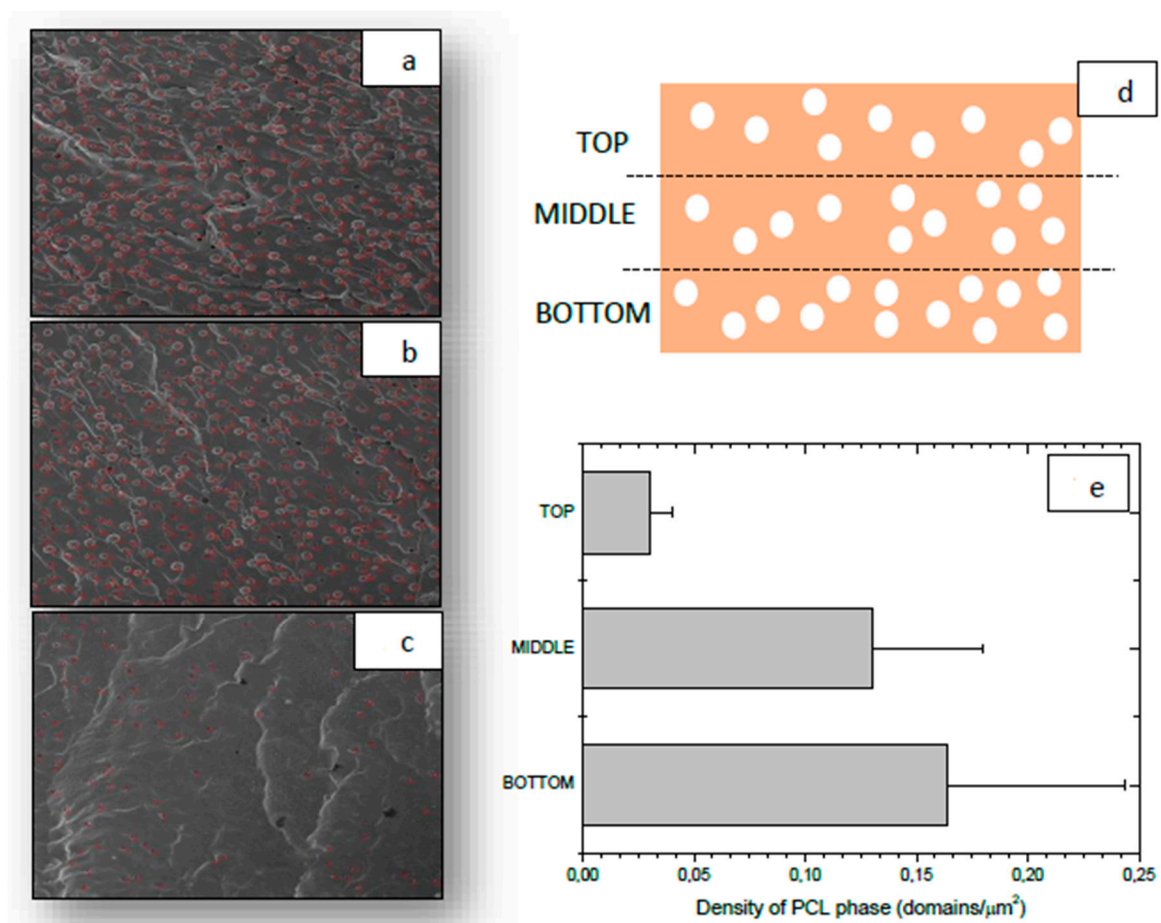 a
b
c
d
TOP
MIDDLE
BOTTOM
e
TOP
MIDDLE
BOTTOM
0,00 0,05 0,10 0,15 0,20 0,25
Density of PCL phase (domains/μm²)